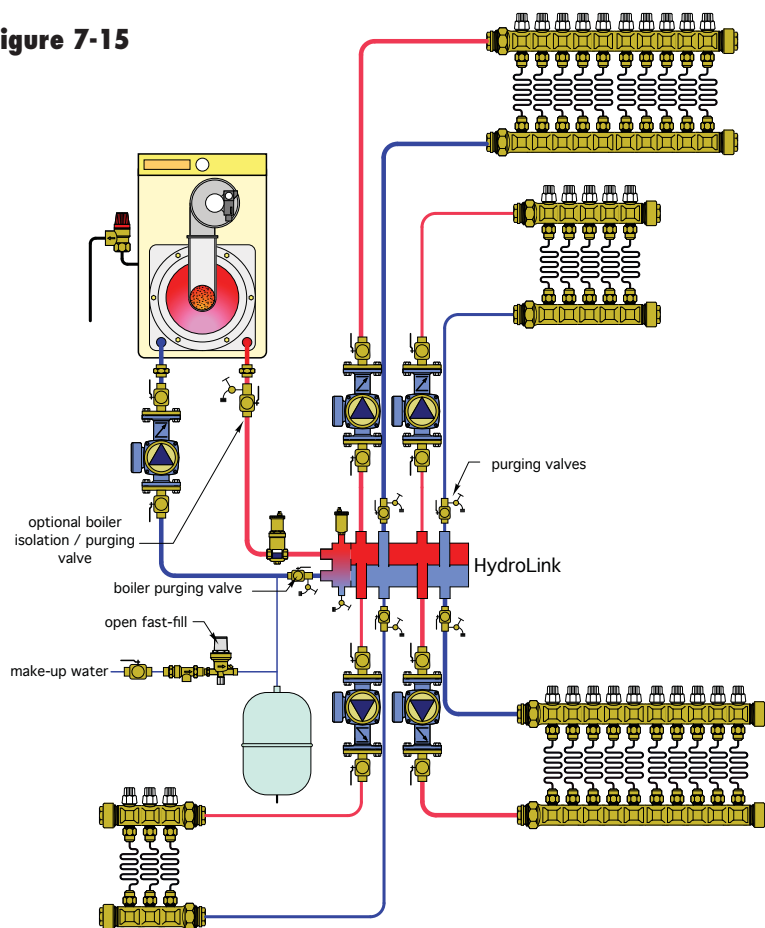 igure 7-15
purging valves
optional boiler
isolation / purging
valve
HydroLink
boiler purging valve
open fast-fill
make-up water